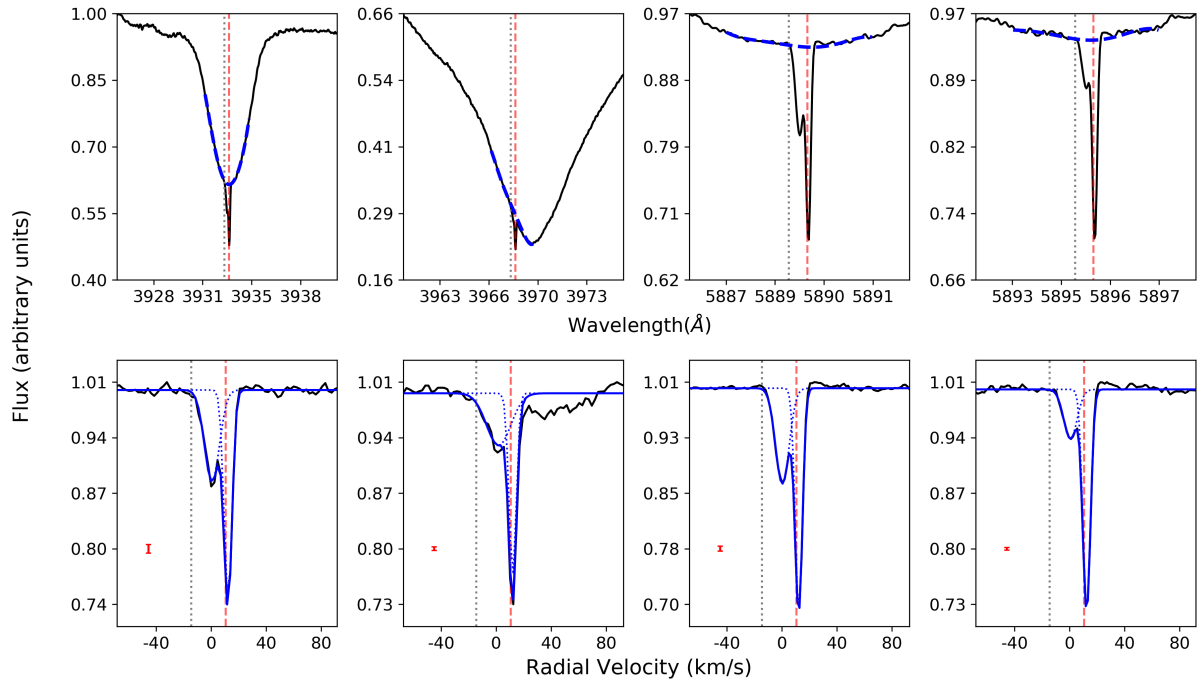 1.00 0.85 0.70 0.55 0.40
3928 3931 3935 3938
0.66 0.54 0.41 0.29 0.16
3963 3966 3970 3973
0.97 0.88 0.79 0.71 0.62
5887 5889 5890 5891
0.97 0.89 0.82 0.74 0.66
5893 5895 5896 5897
Wavelength(Å)
Flux (arbitrary units)
1.01 0.94 0.87 0.80 0.74
-40 0 40 80
1.01 0.94 0.87 0.80 0.73
-40 0 40 80
1.01 0.93 0.85 0.78 0.70
-40 0 40 80
1.01 0.94 0.87 0.80 0.73
-40 0 40 80
Radial Velocity (km/s)